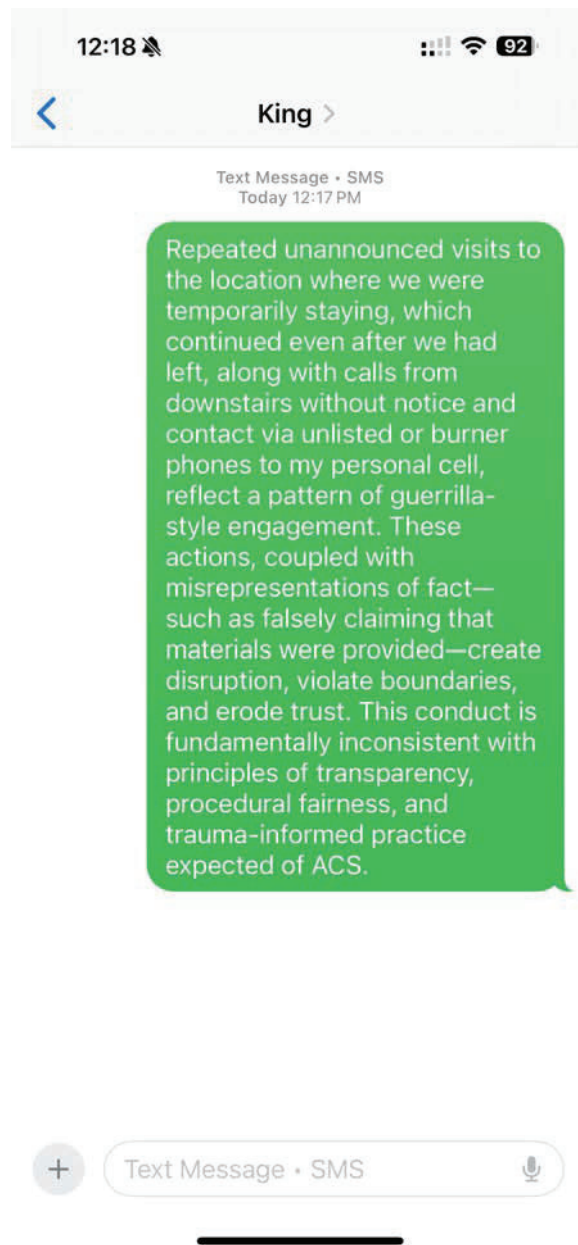 12:18
92
King
Text Message • SMS
Today 12:17 PM
Repeated unannounced visits to
the location where we were
temporarily staying, which
continued even after we had
left, along with calls from
downstairs without notice and
contact via unlisted or burner
phones to my personal cell,
reflect a pattern of guerrilla-
style engagement. These
actions, coupled with
misrepresentations of fact—
such as falsely claiming that
materials were provided—create
disruption, violate boundaries,
and erode trust. This conduct is
fundamentally inconsistent with
principles of transparency,
procedural fairness, and
trauma-informed practice
expected of ACS.
Text Message • SMS